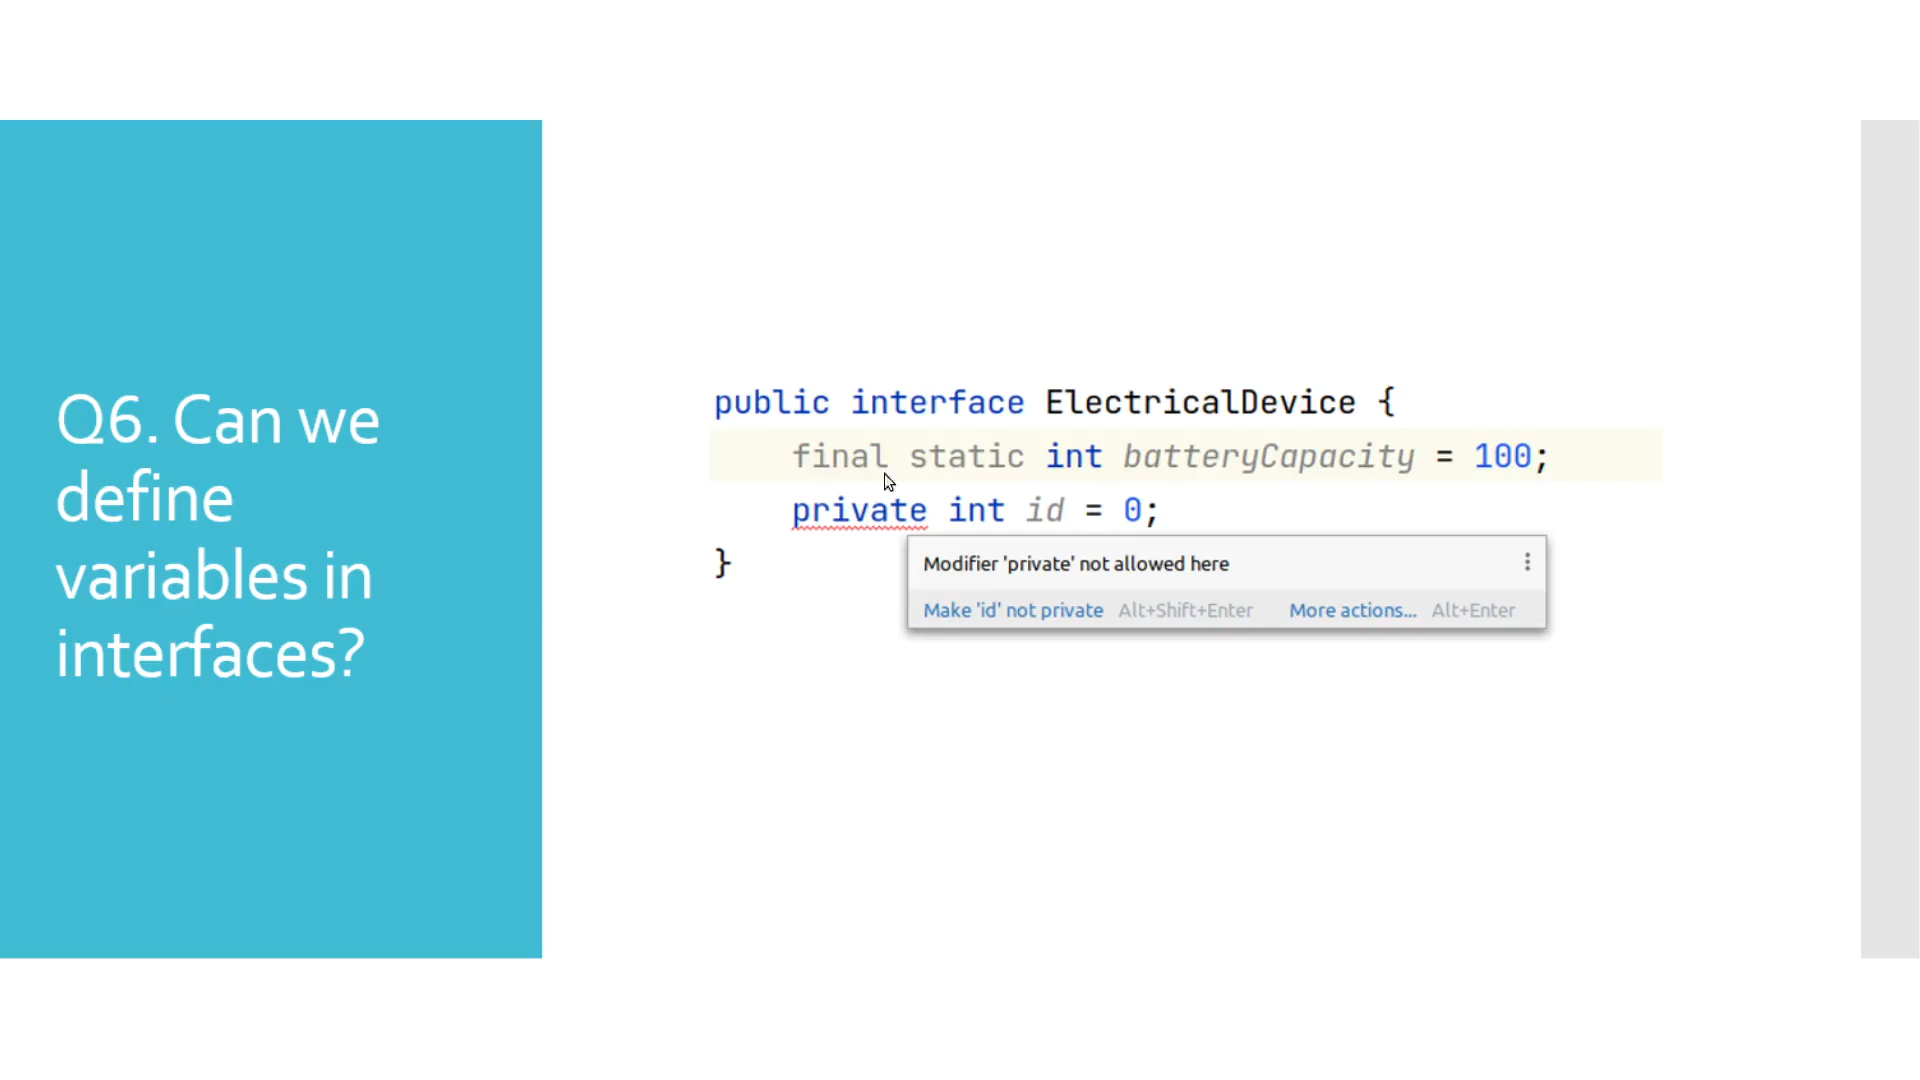 Q6. Can we
define
variables in
interfaces?
public interface ElectricalDevice {
final static int batteryCapacity = 100;
private int id = 0;
}
Modifier 'private' not allowed here
Make 'id' not private Alt+Shift+Enter More actions... Alt+Enter